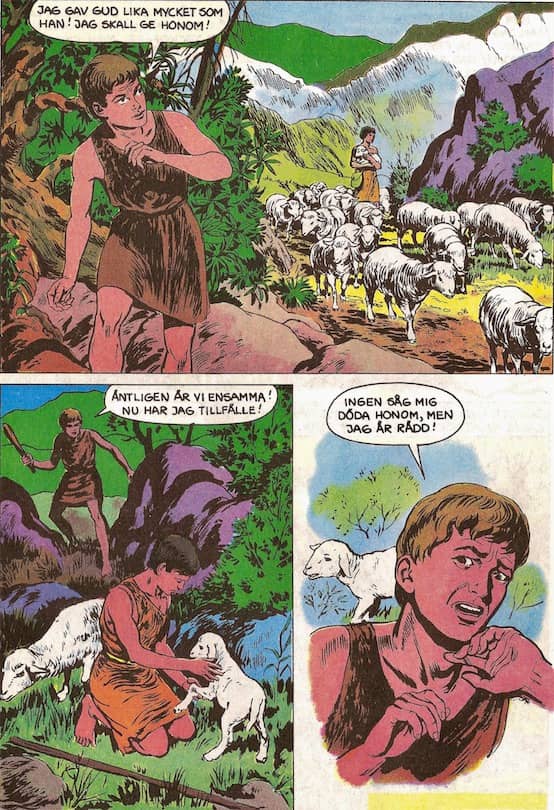 JAG GAV GUD LIKA MYCKET SOM
HAN! JAG SKALL GE HONOM!
ÄNTLIGEN ÄR VI ENSAMMA!
NU HAR JAG TILLFÄLLE!
INGEN SÅG MIG
DÖDA HONOM, MEN
JAG ÄR RÄDD!